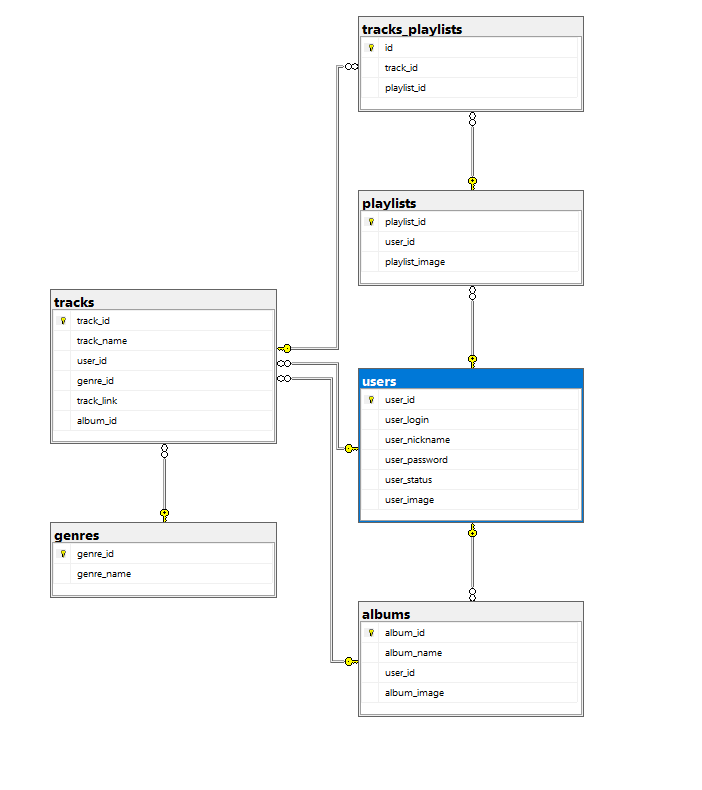 tracks_playlists
id
track_id
playlist_id
playlists
playlist_id
user_id
playlist_image
tracks
track_id
track_name
user_id
genre_id
track_link
album_id
users
user_id
user_login
user_nickname
user_password
user_status
user_image
genres
genre_id
genre_name
albums
album_id
album_name
user_id
album_image